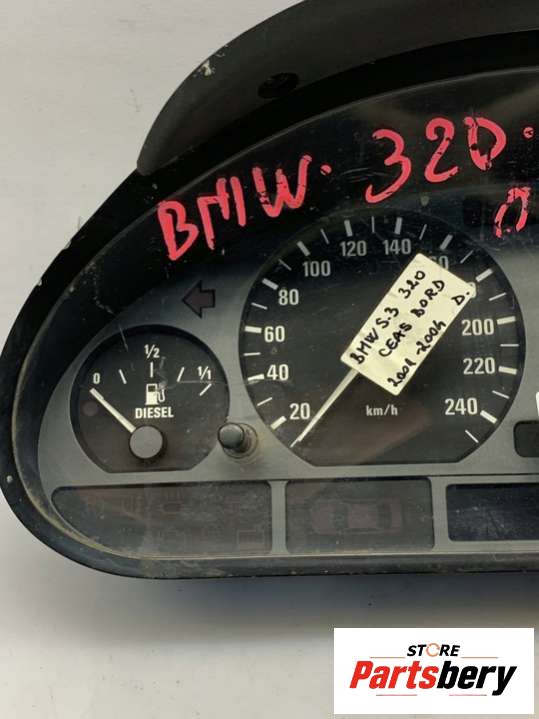 BMW. 320.
100 120 140 160
80
60
40
20
200
220
240
km/h
BMW S.3 320
CEAS BORD
2001-2004 D.
0 1/2 1/1
DIESEL
STORE
Partsbery